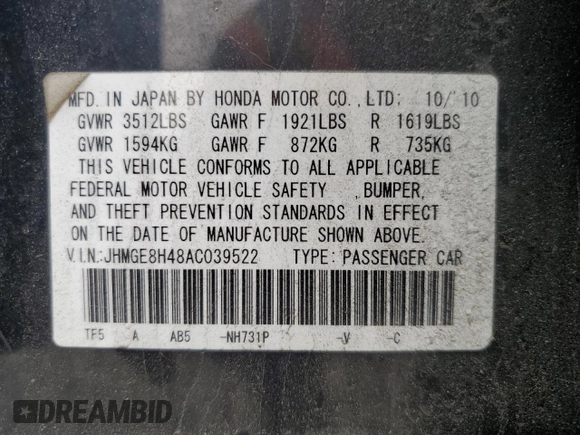 MFD. IN JAPAN BY HONDA MOTOR CO., LTD: 10/'10
GVWR 3512LBS GAWR F 1921LBS R 1619LBS
GVWR 1594KG GAWR F 872KG R 735KG
THIS VEHICLE CONFORMS TO ALL APPLICABLE
FEDERAL MOTOR VEHICLE SAFETY ,BUMPER,
AND THEFT PREVENTION STANDARDS IN EFFECT
ON THE DATE OF MANUFACTURE SHOWN ABOVE.
V.I.N:JHMGE8H48AC039522 TYPE: PASSENGER CAR
TF5 A AB5 -NH731P -V -C
DREAMBID